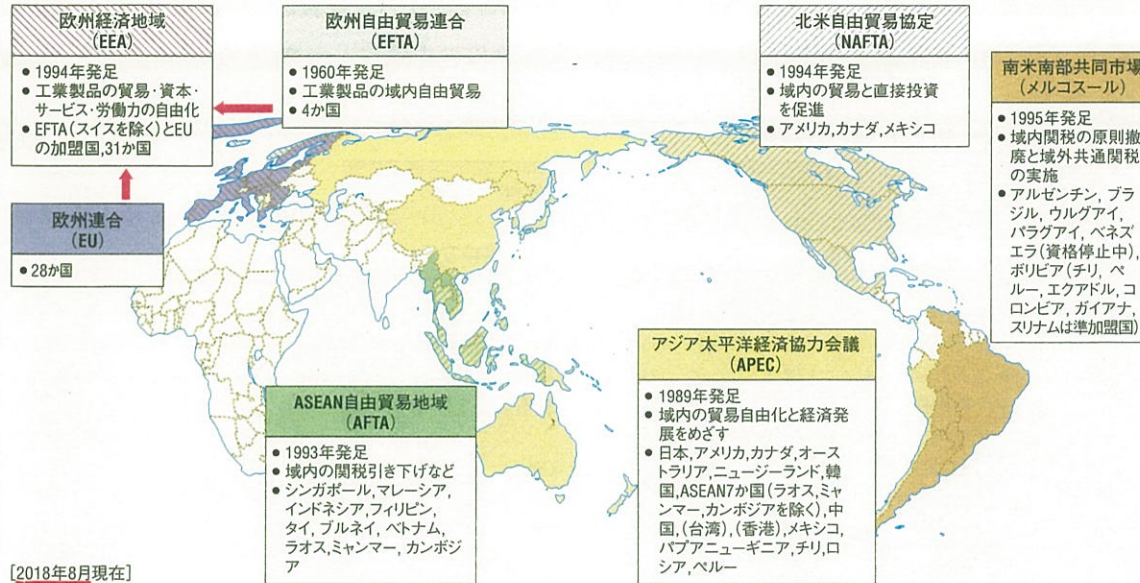 欧州経済地域
(EEA)
● 1994年発足
● 工業製品の貿易・資本・
サービス・労働力の自由化
● EFTA(スイスを除く)とEU
の加盟国,31か国
欧州自由貿易連合
(EFTA)
● 1960年発足
● 工業製品の域内自由貿易
● 4か国
北米自由貿易協定
(NAFTA)
● 1994年発足
● 域内の貿易と直接投資
を促進
● アメリカ,カナダ,メキシコ
南米南部共同市場
(メルコスール)
● 1995年発足
● 域内関税の原則撤
廃と域外共通関税
の実施
● アルゼンチン, ブラ
ジル, ウルグアイ,
パラグアイ, ベネズ
エラ(資格停止中),
ボリビア(チリ, ペ
ルー, エクアドル, コ
ロンビア, ガイアナ,
スリナムは準加盟国)
欧州連合
(EU)
● 28か国
ASEAN自由貿易地域
(AFTA)
● 1993年発足
● 域内の関税引き下げなど
● シンガポール,マレーシア,
インドネシア,フィリピン,
タイ, ブルネイ, ベトナム,
ラオス,ミャンマー, カンボジ
ア
アジア太平洋経済協力会議
(APEC)
● 1989年発足
● 域内の貿易自由化と経済発
展をめざす
● 日本,アメリカ,カナダ,オース
トラリア,ニュージーランド,韓
国,ASEAN7か国(ラオス,ミャ
ンマー,カンボジアを除く),中
国,(台湾),(香港),メキシコ,
パプアニューギニア,チリ,ロ
シア,ペルー
[2018年8月現在]